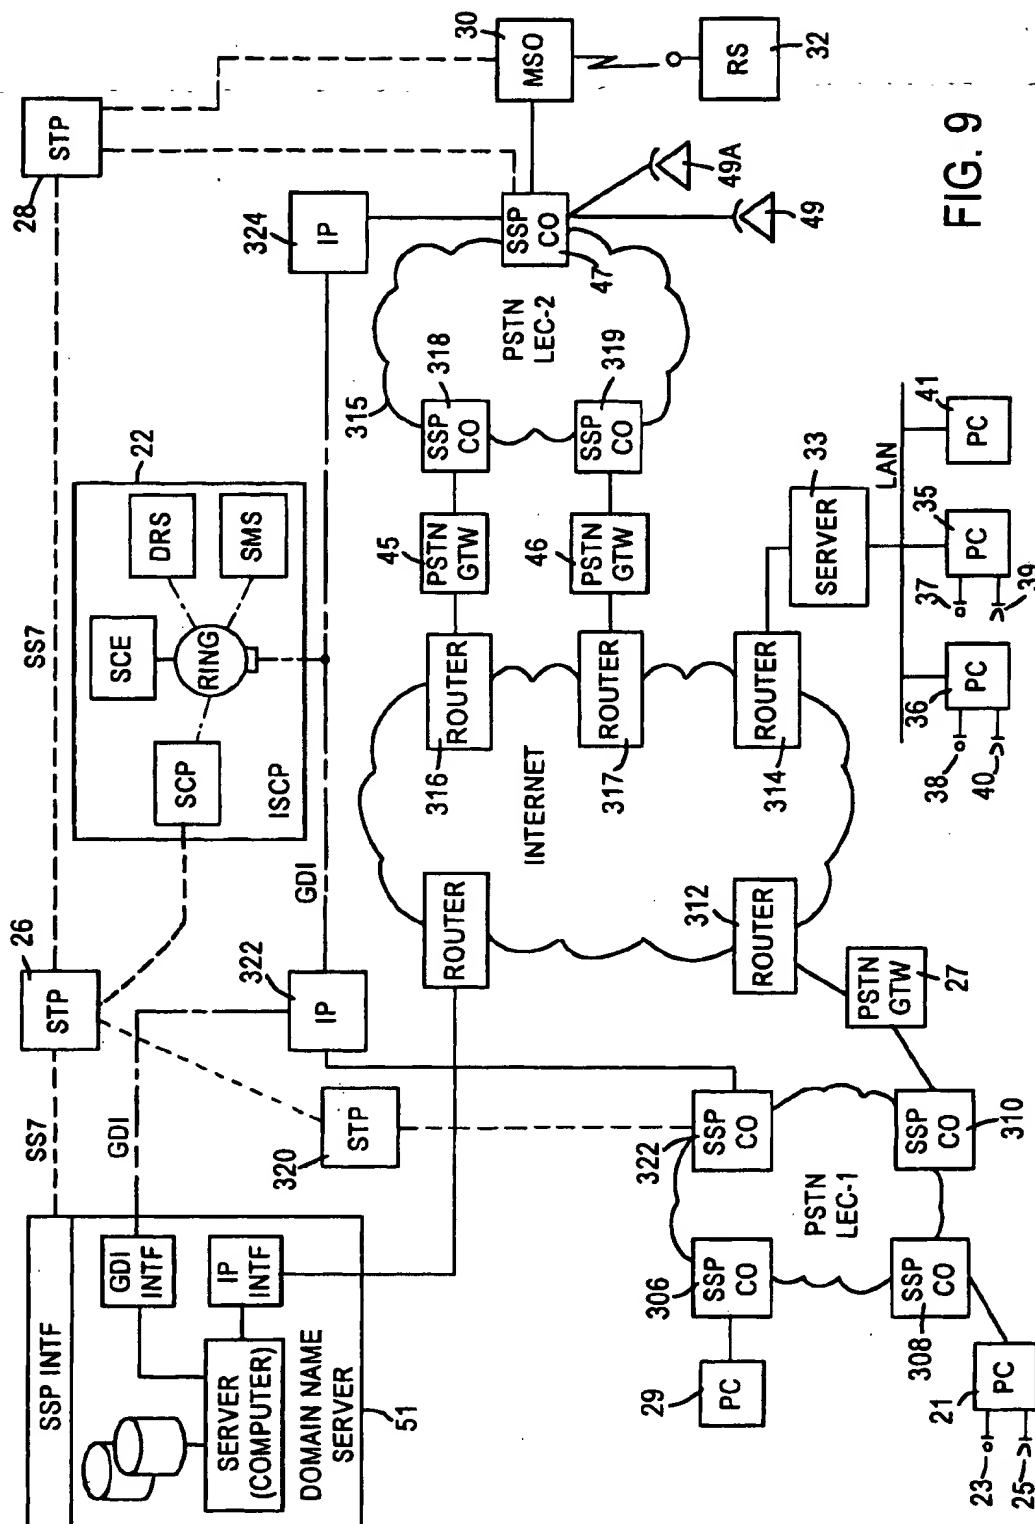 SSP INTF
GDI
INTF
IP
INTF
SERVER
(COMPUTER)
DOMAIN NAME
SERVER
51
SS7
GDI
STP
26
SS7
STP
28
STP
320
IP
322
GDI
22
SCE
DRS
SMS
RING
SCP
ISCP
IP
324
MSO
30
RS
32
SSP
CO
47
49A
49
PSTN
LEC-2
315
SSP
CO
318
SSP
CO
319
PSTN
GTW
45
PSTN
GTW
46
ROUTER
316
ROUTER
317
ROUTER
314
INTERNET
ROUTER
ROUTER
312
SERVER
33
LAN
PC
41
PC
35
37
39
PC
36
38
40
PSTN
GTW
27
SSP
CO
322
SSP
CO
310
PSTN
LEC-1
SSP
CO
306
SSP
CO
308
PC
29
PC
21
23
25
FIG. 9